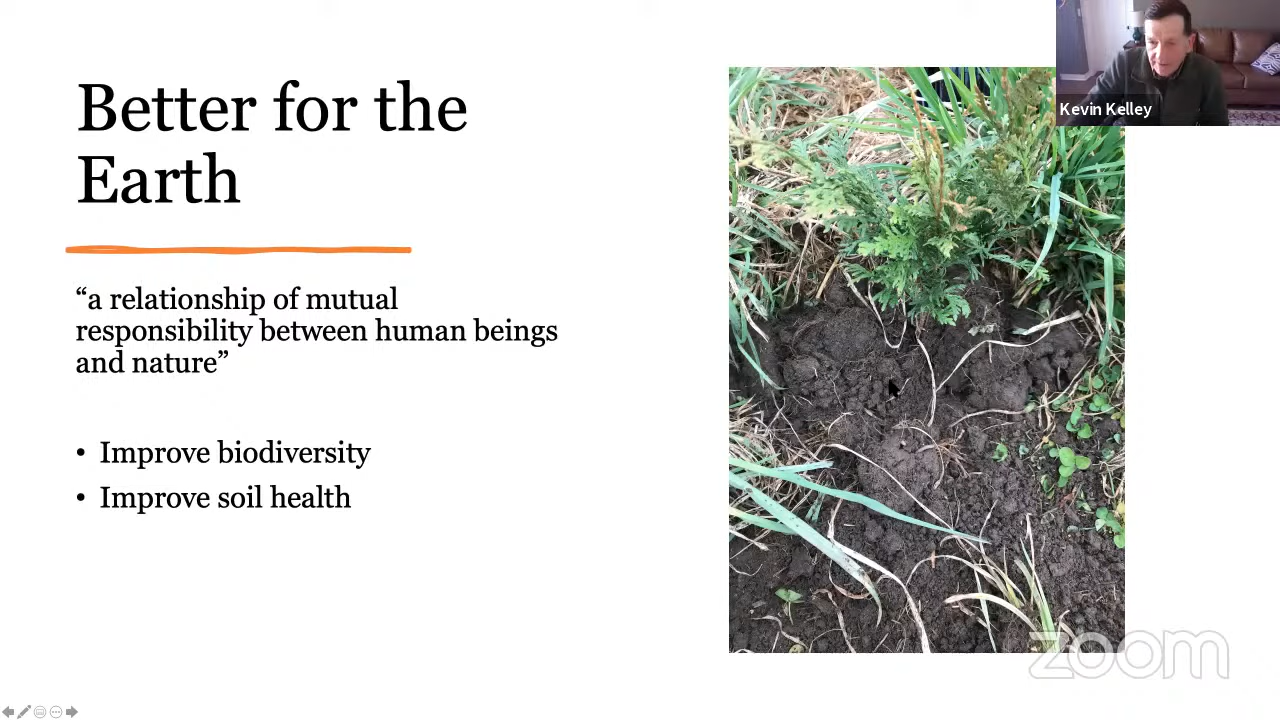 Better for the
Earth
“a relationship of mutual
responsibility between human beings
and nature”
• Improve biodiversity
• Improve soil health
Kevin Kelley
zoom